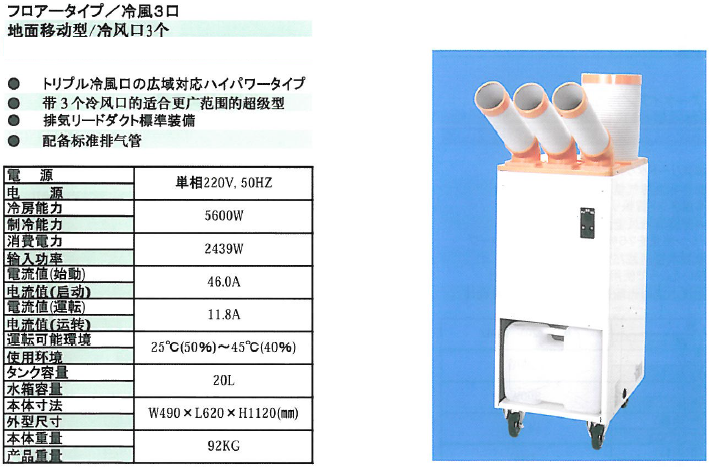 フロアータイプ／冷風３口
地面移动型/冷风口3个
● トリプル冷風口の広域対応ハイパワータイプ
● 带３个冷风口的适合更广范围的超级型
● 排気リードダクト標準装備
● 配备标准排气管
電　源
电　源
単相220V, 50HZ
冷房能力
制冷能力
5600W
消費電力
输入功率
2439W
電流値(始動)
电流值(启动)
46.0A
電流値(運転)
电流值(运转)
11.8A
運転可能環境
使用环境
25℃(50%)～45℃(40%)
タンク容量
水箱容量
20L
本体寸法
外型尺寸
W490×L620×H1120(㎜)
本体重量
产品重量
92KG